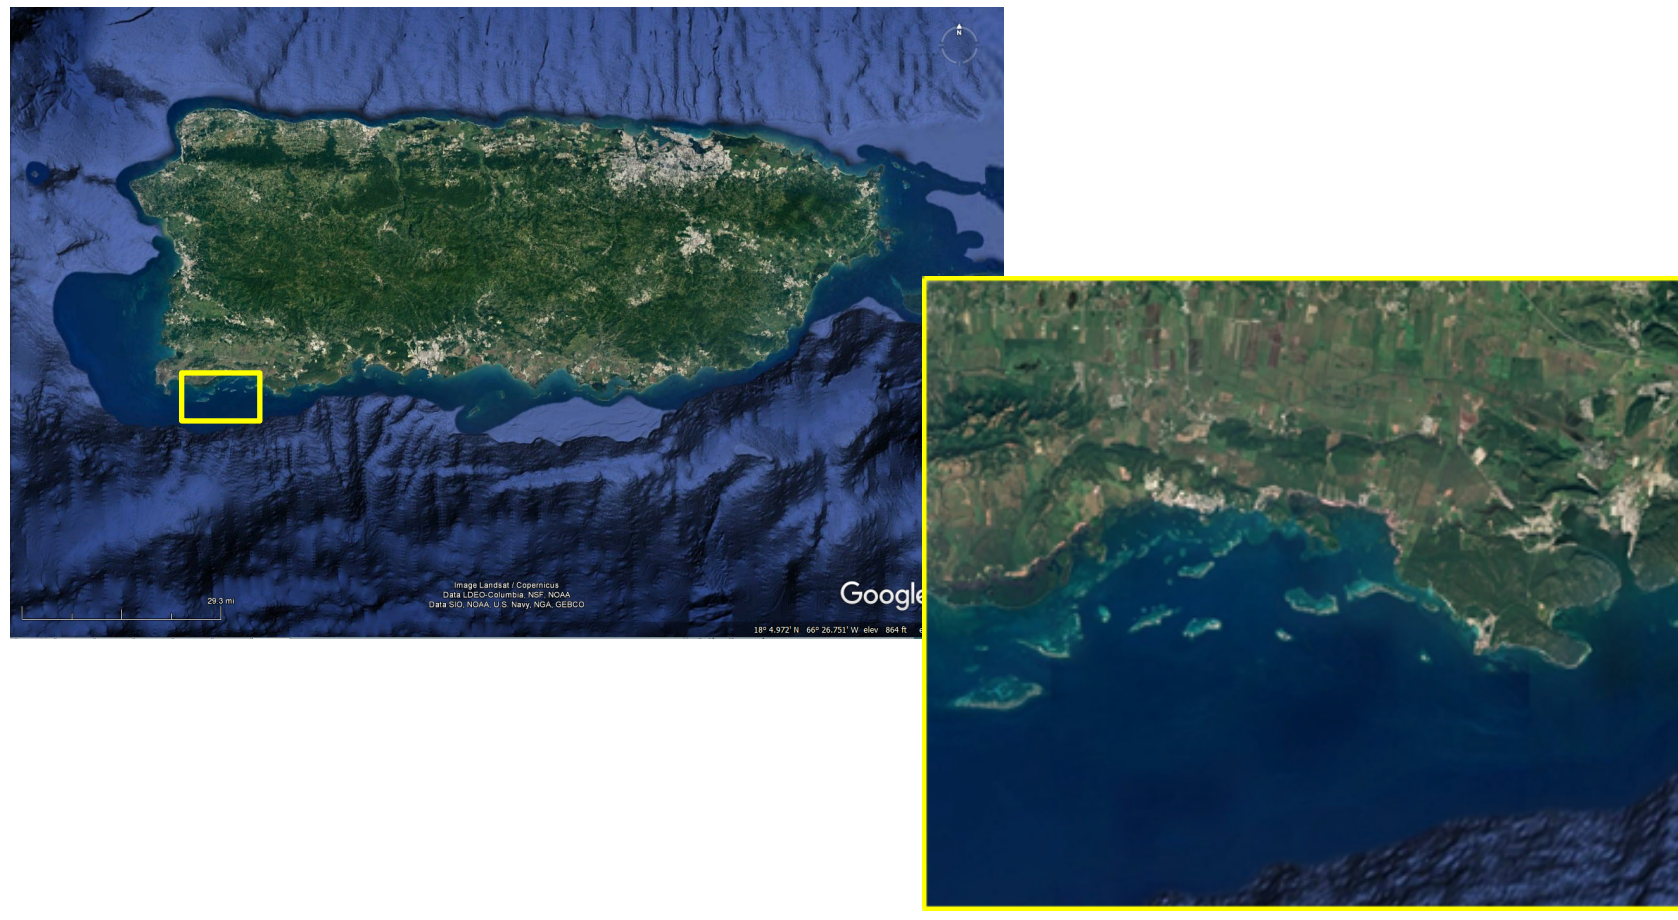 N
Image Landsat / Copernicus
Data LDEO-Columbia, NSF, NOAA
Data SIO, NOAA, U.S. Navy, NGA, GEBCO
29.3 mi
Google
18° 4.972' N 66° 26.751' W elev 864 ft